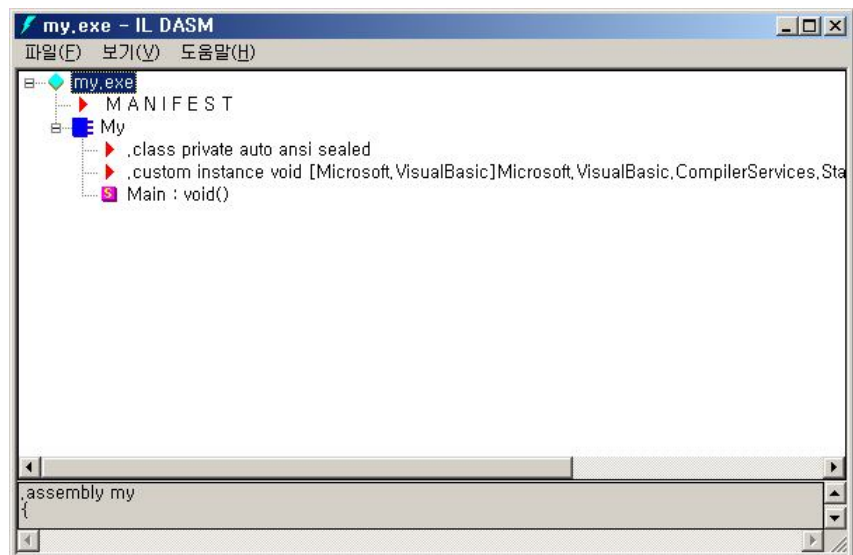 my.exe - IL DASM
파일(F) 보기(V) 도움말(H)
my.exe
M A N I F E S T
My
.class private auto ansi sealed
.custom instance void [Microsoft.VisualBasic]Microsoft.VisualBasic.CompilerServices.Sta
S Main : void()
.assembly my
{